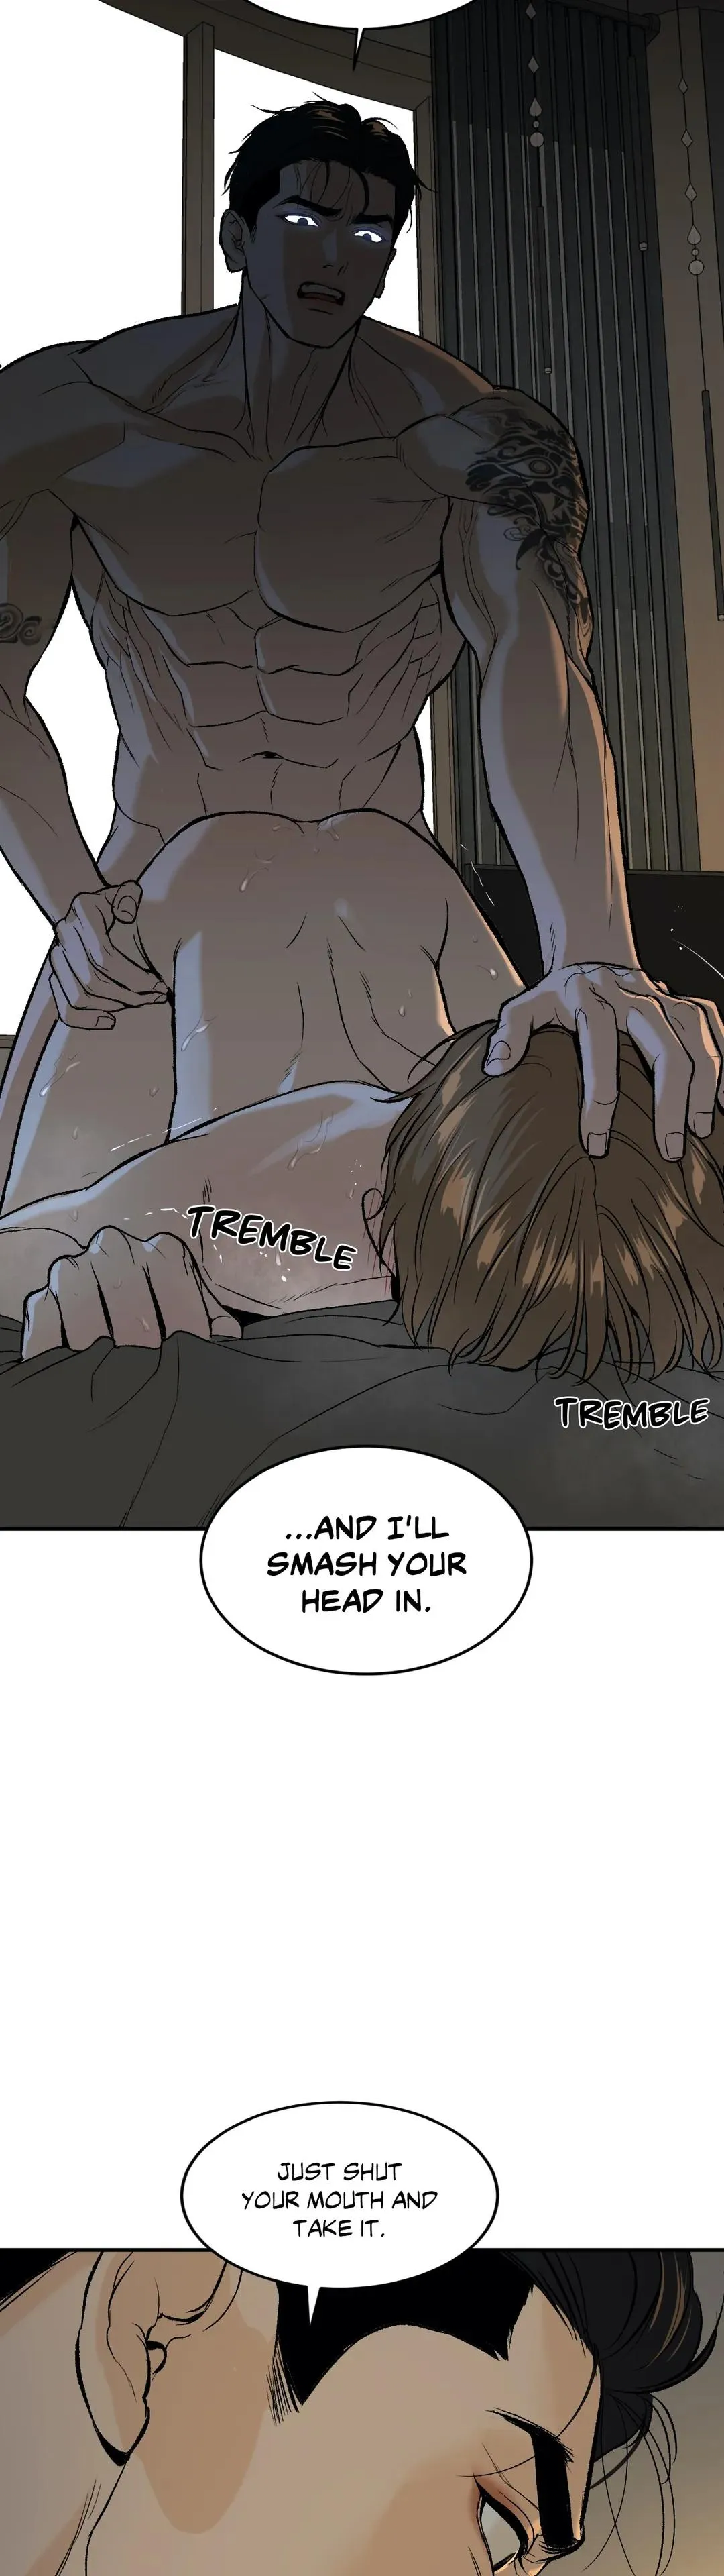 TREMBLE
TREMBLE
...AND I'LL
SMASH YOUR
HEAD IN.
JUST SHUT
YOUR MOUTH AND
TAKE IT.